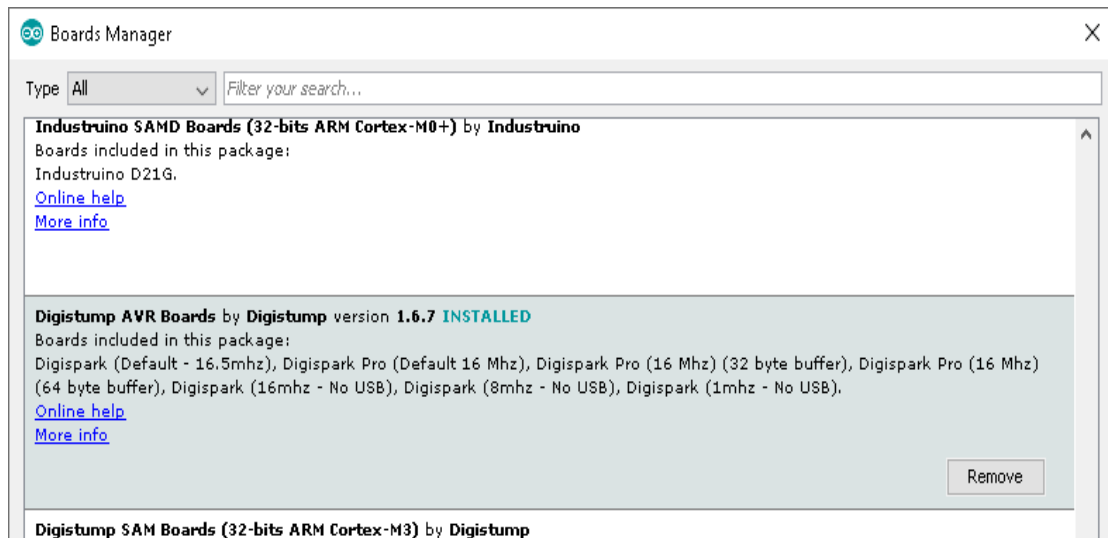 Boards Manager
Type All Filter your search...
Industruino SAMD Boards (32-bits ARM Cortex-M0+) by Industruino
Boards included in this package:
Industruino D21G.
Online help
More info
Digistump AVR Boards by Digistump version 1.6.7 INSTALLED
Boards included in this package:
Digispark (Default - 16.5mhz), Digispark Pro (Default 16 Mhz), Digispark Pro (16 Mhz) (32 byte buffer), Digispark Pro (16 Mhz)
(64 byte buffer), Digispark (16mhz - No USB), Digispark (8mhz - No USB), Digispark (1mhz - No USB).
Online help
More info
Remove
Digistump SAM Boards (32-bits ARM Cortex-M3) by Digistump